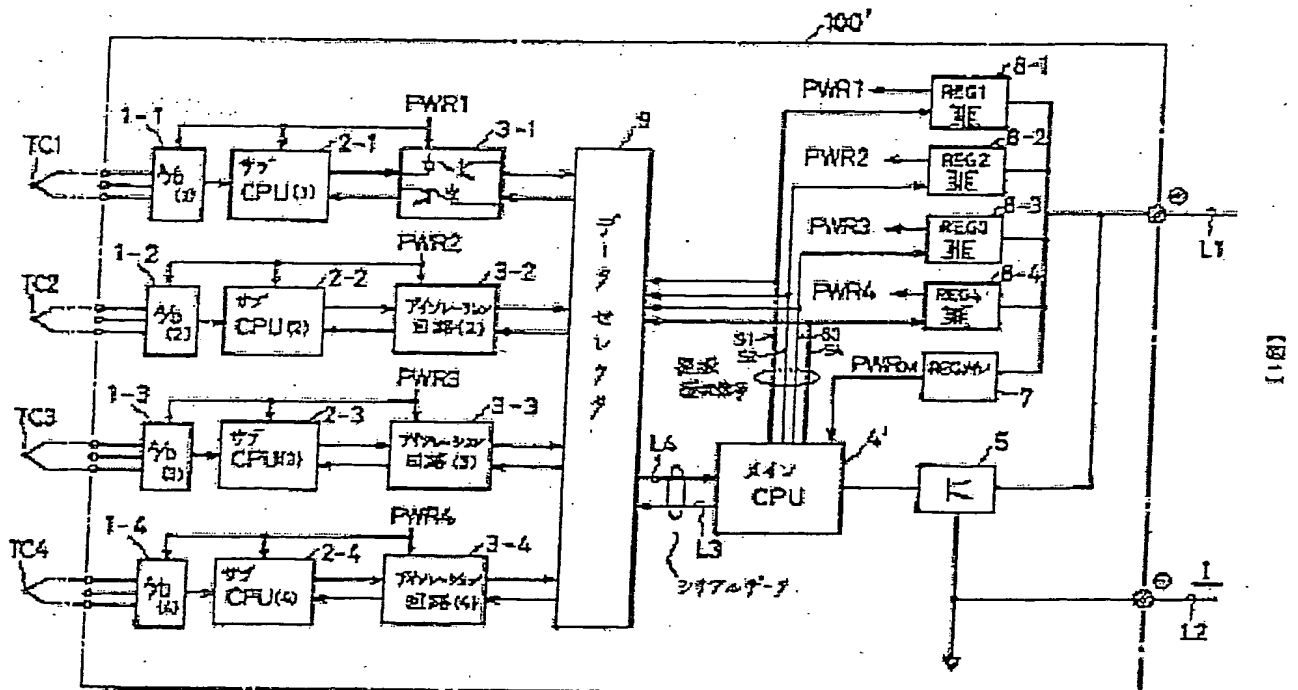 100'
PWR1
1-1
2-1
3-1
TC1
A/D
(1)
サブ
CPU(1)
PWR2
1-2
2-2
3-2
TC2
A/D
(2)
サブ
CPU(2)
アイソレーション
回路(2)
PWR3
1-3
2-3
3-3
TC3
A/D
(3)
サブ
CPU(3)
アイソレーション
回路(3)
PWR4
1-4
2-4
3-4
TC4
A/D
(4)
サブ
CPU(4)
アイソレーション
回路(4)
データセレクタ
8-1
PWR1
REG1
8-2
PWR2
REG2
8-3
PWR3
REG3
8-4
PWR4
REG4
S1
S2
S3
S4
7
L1
⊕
4'
メイン
CPU
5
L3
シリアルデータ
⊖
I
L2
【図1】